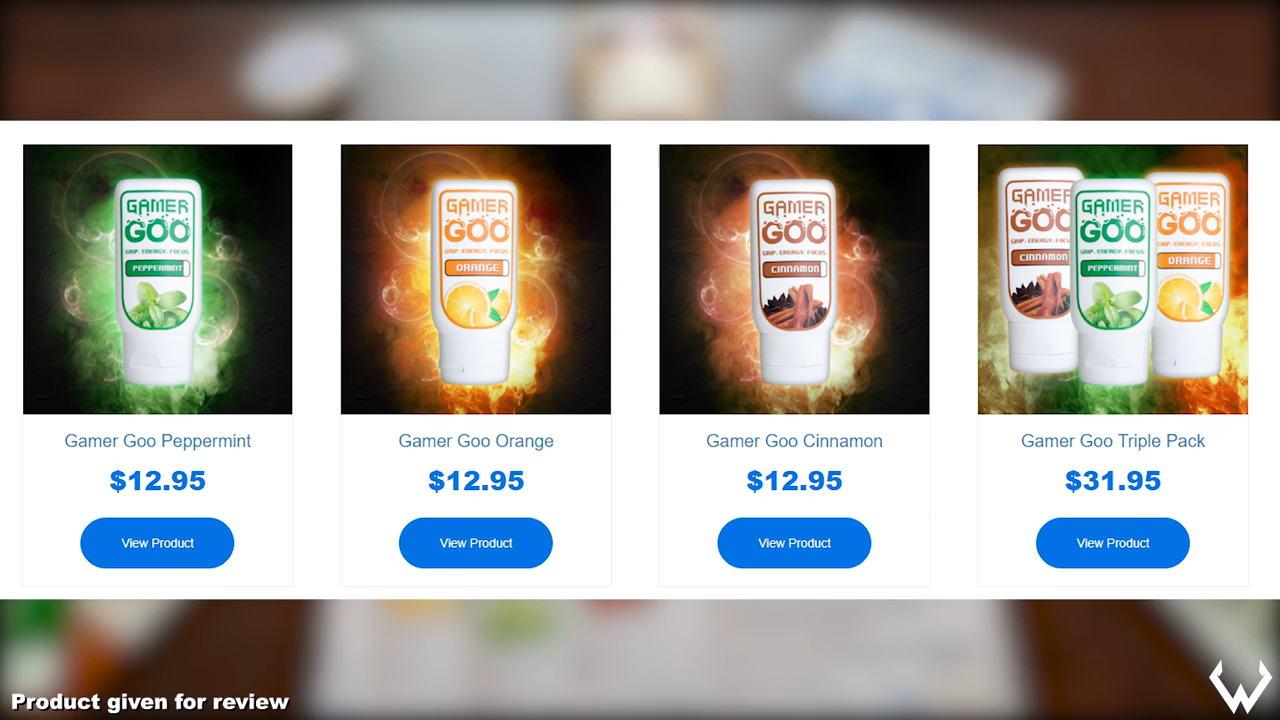 GAMER
GOO
GRIP. ENERGY. FOCUS.
PEPPERMINT
Gamer Goo Peppermint
$12.95
View Product
GAMER
GOO
GRIP. ENERGY. FOCUS.
ORANGE
Gamer Goo Orange
$12.95
View Product
GAMER
GOO
GRIP. ENERGY. FOCUS.
CINNAMON
Gamer Goo Cinnamon
$12.95
View Product
GAMER
GOO
GRIP. ENERGY.
CINNAMON
GAMER
GOO
GRIP. ENERGY. FOCUS.
PEPPERMINT
GAMER
GOO
GRIP. ENERGY. FOCUS.
ORANGE
Gamer Goo Triple Pack
$31.95
View Product
Product given for review